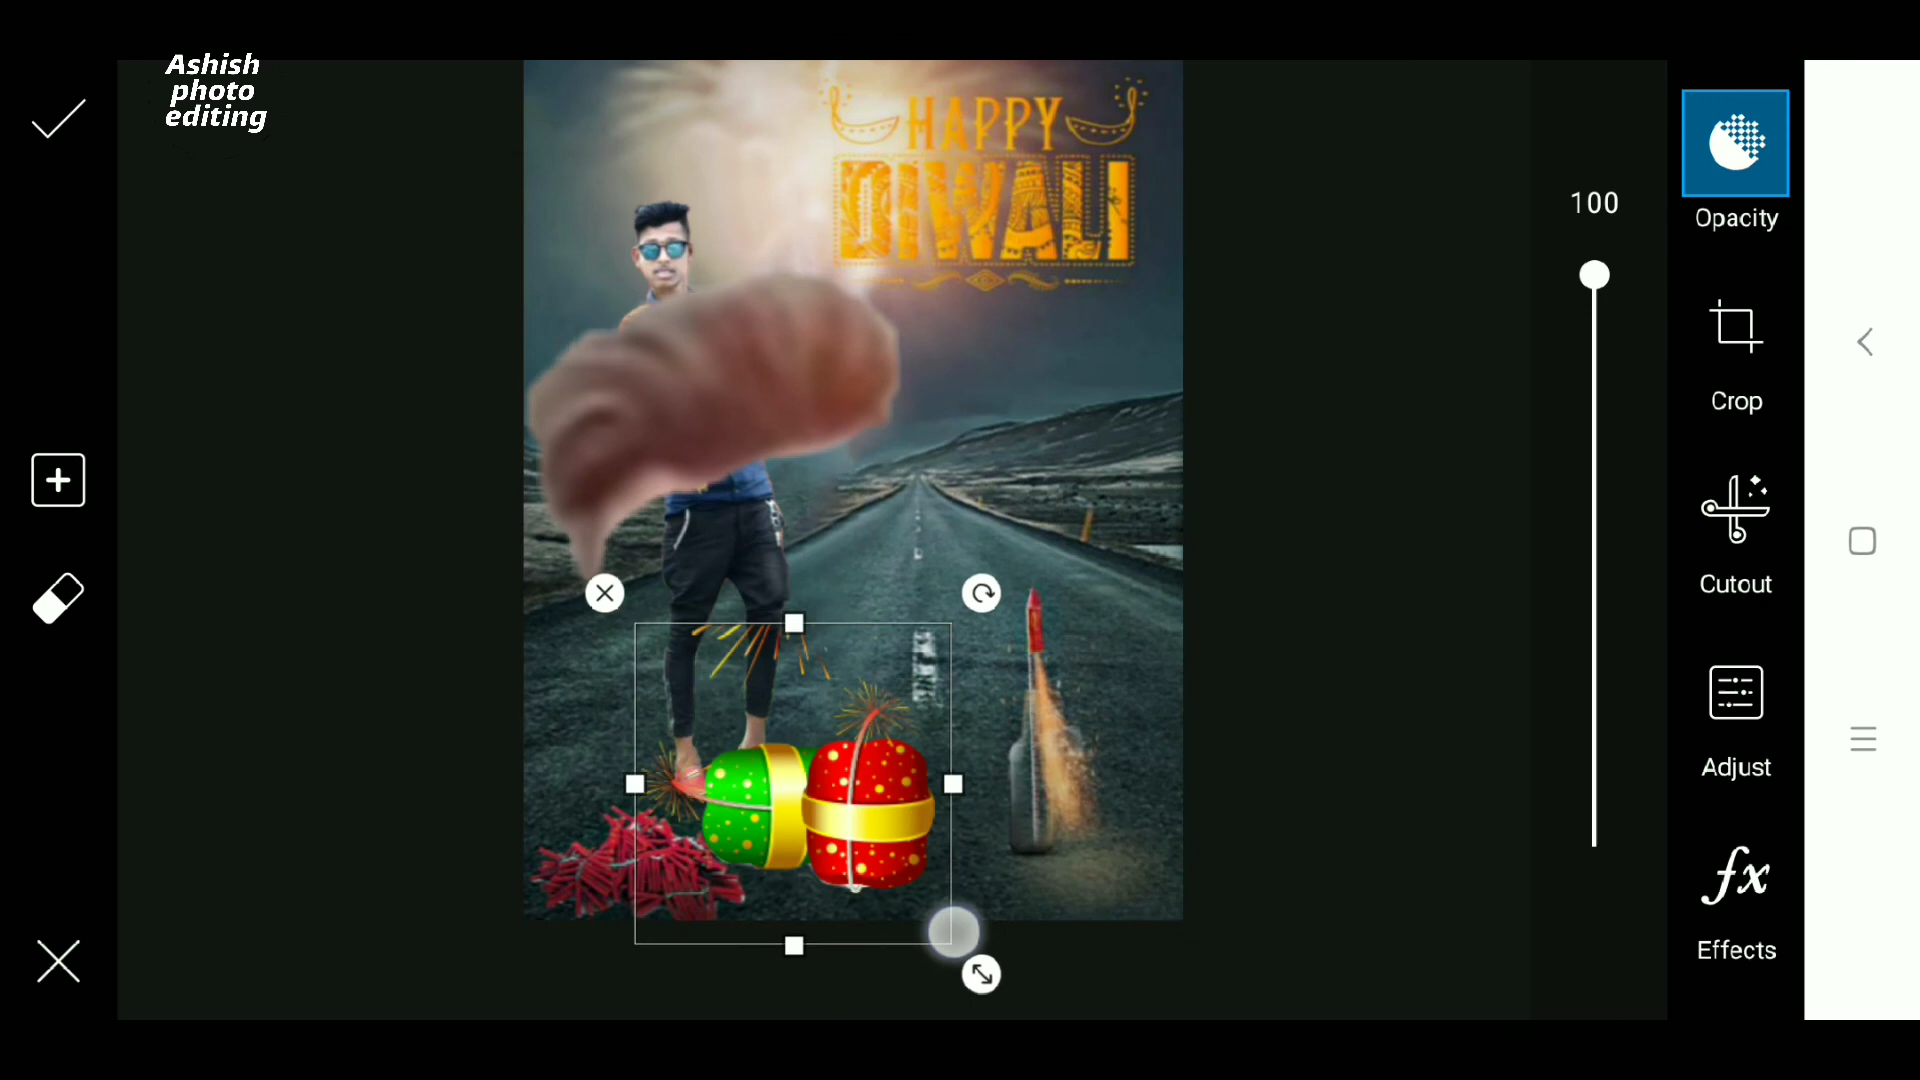 Ashish
photo
editing
HAPPY
DIWALI
100
Opacity
Crop
Cutout
Adjust
fx
Effects